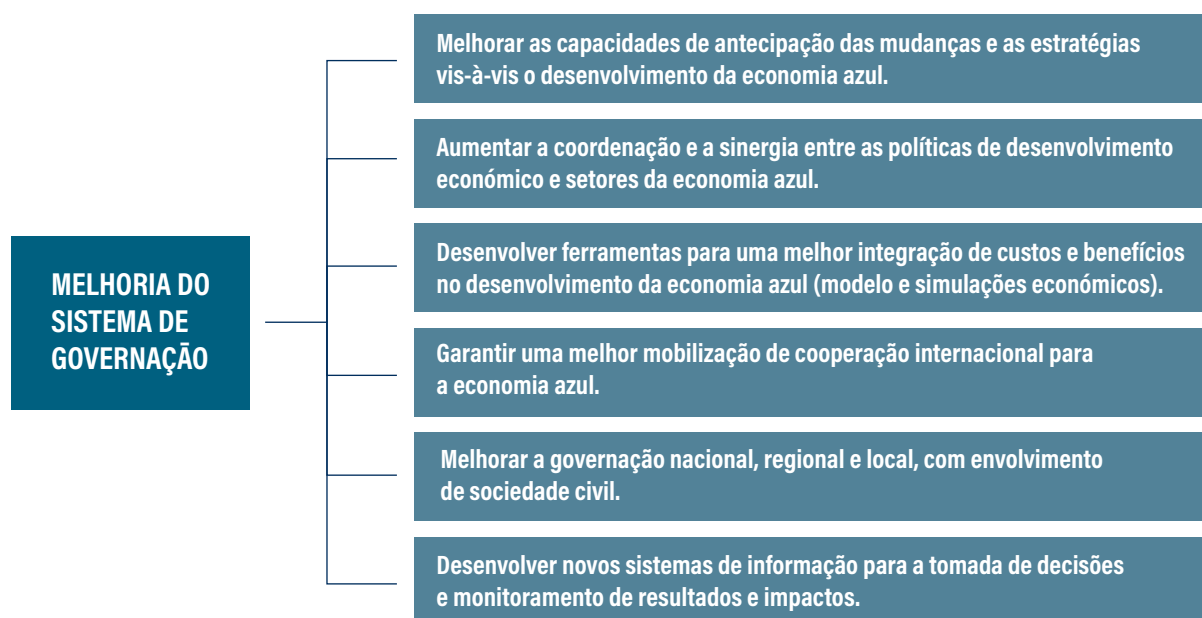 MELHORIA DO
SISTEMA DE
GOVERNAÇÃO
Melhorar as capacidades de antecipação das mudanças e as estratégias
vis-à-vis o desenvolvimento da economia azul.
Aumentar a coordenação e a sinergia entre as políticas de desenvolvimento
económico e setores da economia azul.
Desenvolver ferramentas para uma melhor integração de custos e benefícios
no desenvolvimento da economia azul (modelo e simulações económicos).
Garantir uma melhor mobilização de cooperação internacional para
a economia azul.
Melhorar a governação nacional, regional e local, com envolvimento
de sociedade civil.
Desenvolver novos sistemas de informação para a tomada de decisões
e monitoramento de resultados e impactos.